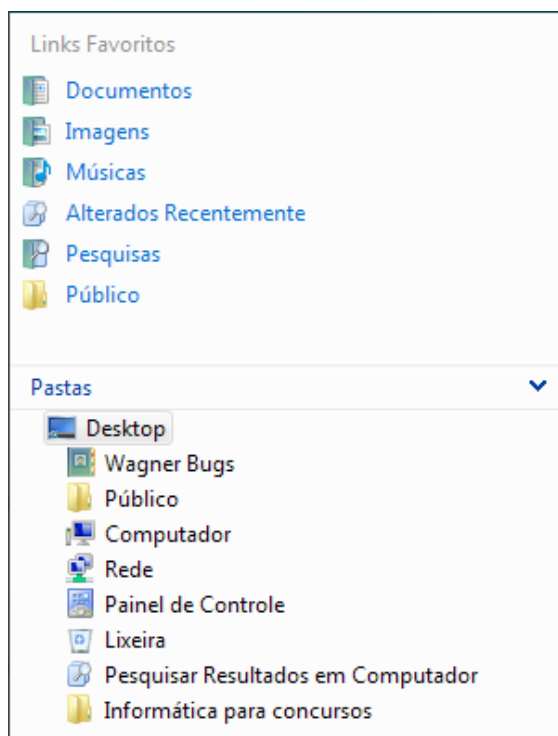 Links Favoritos
Documentos
Imagens
Músicas
Alterados Recentemente
Pesquisas
Público
Pastas
Desktop
Wagner Bugs
Público
Computador
Rede
Painel de Controle
Lixeira
Pesquisar Resultados em Computador
Informática para concursos